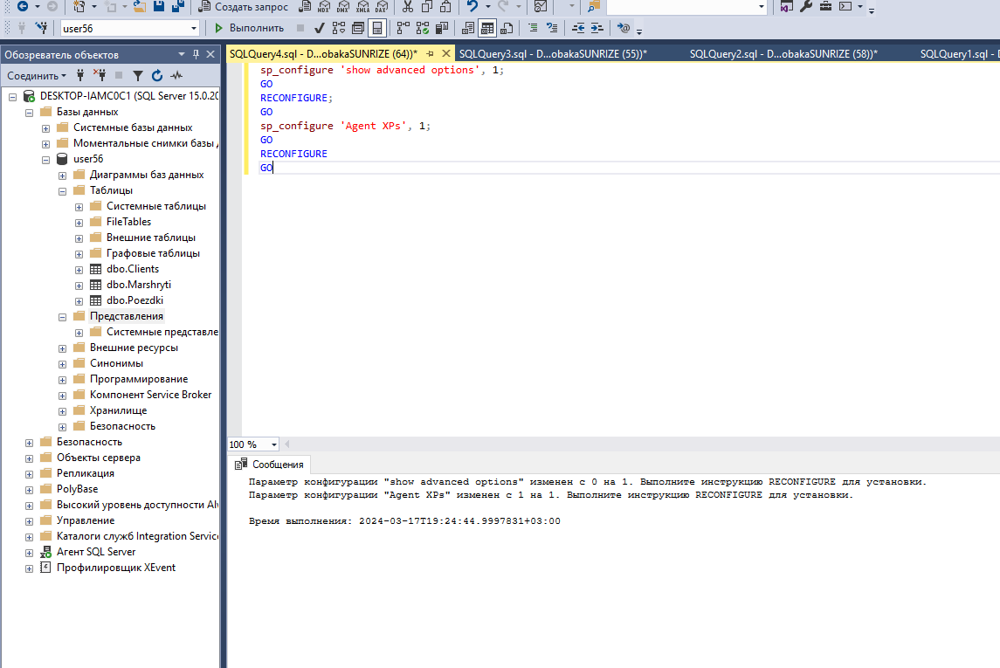 Создать запрос
MDX
DMX
XMLA
DAX
user56
Выполнить
Обозреватель объектов
SQLQuery4.sql - D...obakaSUNRIZE (64))*
SQLQuery3.sql - D...obakaSUNRIZE (55))*
SQLQuery2.sql - D...obakaSUNRIZE (58))*
SQLQuery1.sql - D
Соединить
DESKTOP-IAMC0C1 (SQL Server 15.0.20
Базы данных
Системные базы данных
Моментальные снимки базы
user56
Диаграммы баз данных
Таблицы
Системные таблицы
FileTables
Внешние таблицы
Графовые таблицы
dbo.Clients
dbo.Marshryti
dbo.Poezdki
Представления
Системные представле
Внешние ресурсы
Синонимы
Программирование
Компонент Service Broker
Хранилище
Безопасность
Безопасность
Объекты сервера
Репликация
PolyBase
Высокий уровень доступности Al
Управление
Каталоги служб Integration Service
Агент SQL Server
Профилировщик XEvent
sp_configure 'show advanced options', 1;
GO
RECONFIGURE;
GO
sp_configure 'Agent XPs', 1;
GO
RECONFIGURE
GO
100 %
Сообщения
Параметр конфигурации "show advanced options" изменен с 0 на 1. Выполните инструкцию RECONFIGURE для установки.
Параметр конфигурации "Agent XPs" изменен с 1 на 1. Выполните инструкцию RECONFIGURE для установки.
Время выполнения: 2024-03-17T19:24:44.9997831+03:00